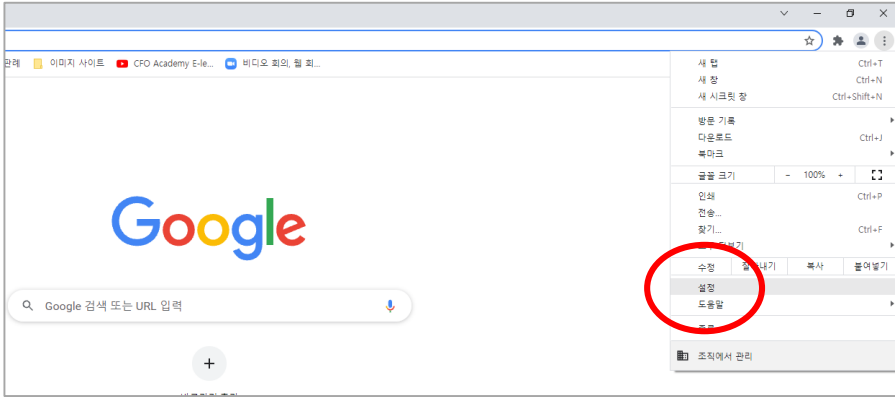 판례 이미지 사이트 CFO Academy E-le... 비디오 회의, 웹 회...
새 탭 Ctrl+T
새 창 Ctrl+N
새 시크릿 창 Ctrl+Shift+N
방문 기록
다운로드 Ctrl+J
북마크
글꼴 크기 - 100% +
인쇄 Ctrl+P
전송...
찾기... Ctrl+F
수정 복사 붙여넣기
설정
도움말
조직에서 관리
Google
Google 검색 또는 URL 입력